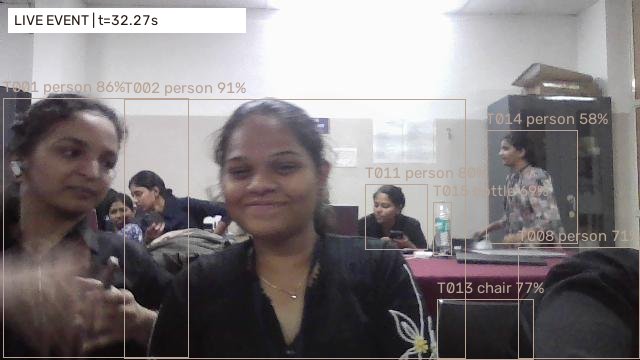 LIVE EVENT | t=32.27s
T001 person 86%
T002 person 91%
T014 person 58%
T011 person 80%
T015 bottle 69%
T008 person 71%
T013 chair 77%